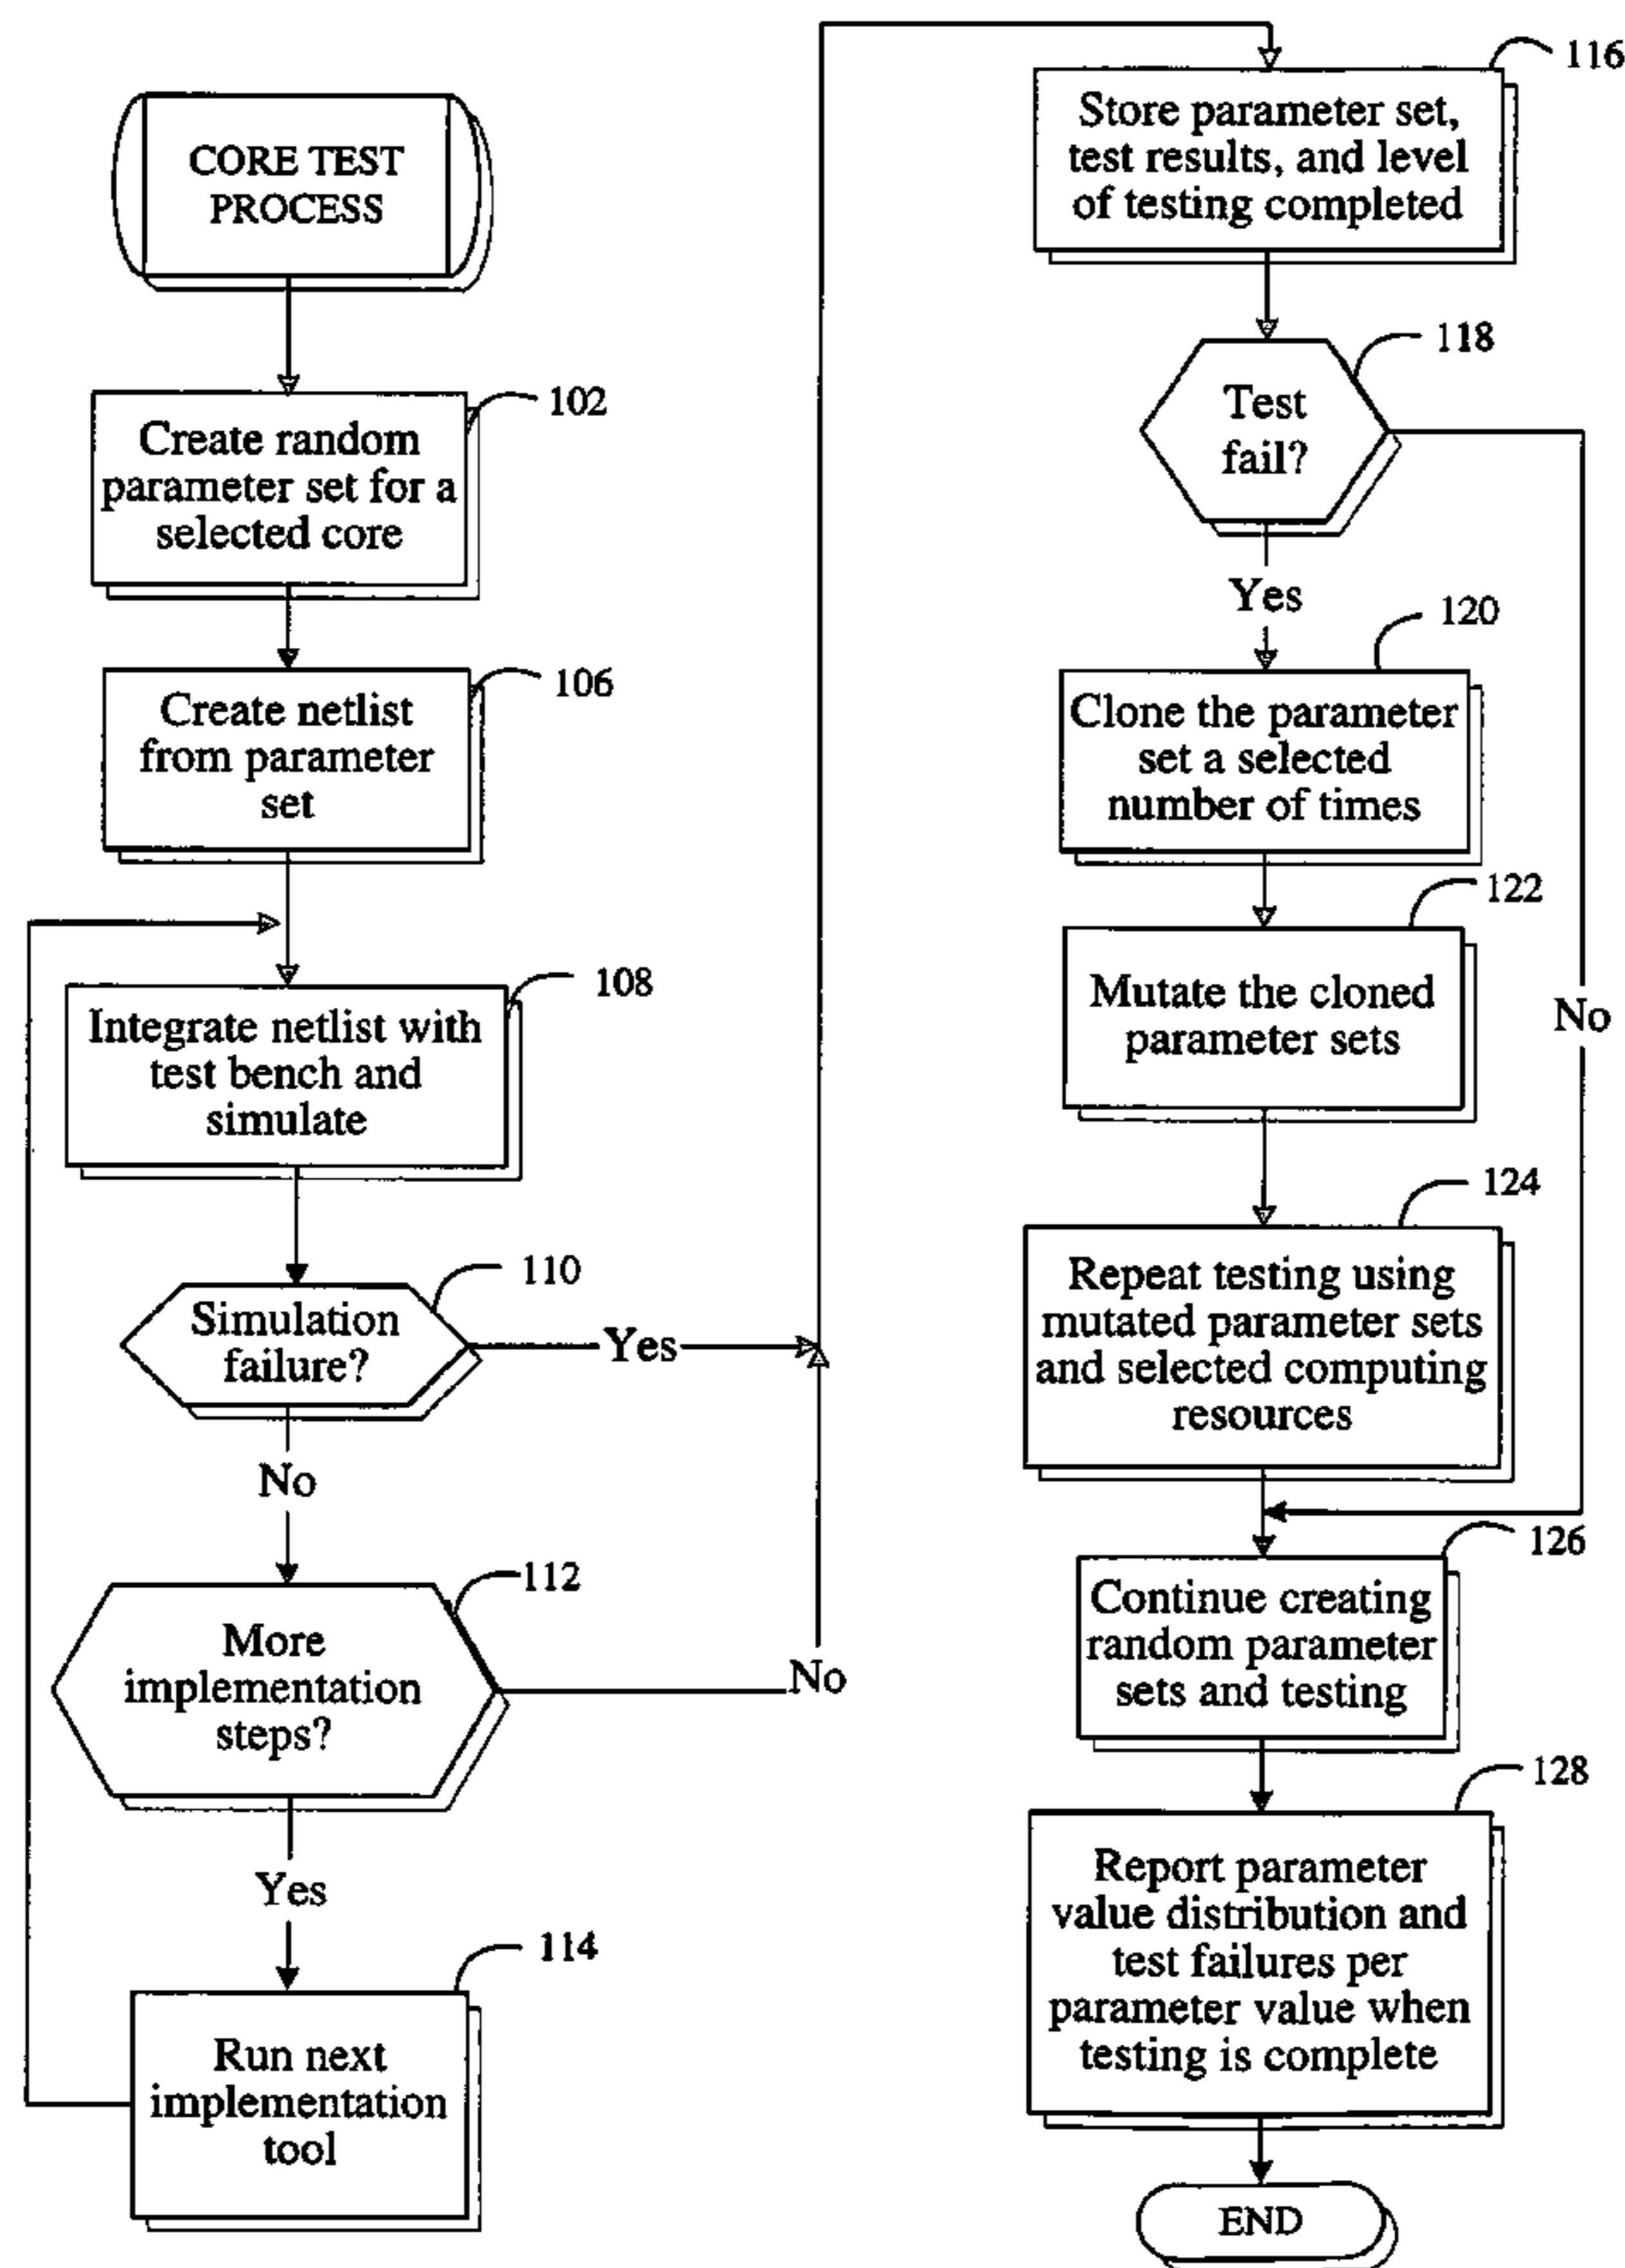 CORE TEST
PROCESS
102
Create random
parameter set for a
selected core
106
Create netlist
from parameter
set
108
Integrate netlist with
test bench and
simulate
110
Simulation
failure?
Yes
No
112
More
implementation
steps?
No
Yes
114
Run next
implementation
tool
116
Store parameter set,
test results, and level
of testing completed
118
Test
fail?
Yes
No
120
Clone the parameter
set a selected
number of times
122
Mutate the cloned
parameter sets
124
Repeat testing using
mutated parameter sets
and selected computing
resources
126
Continue creating
random parameter
sets and testing
128
Report parameter
value distribution and
test failures per
parameter value when
testing is complete
END